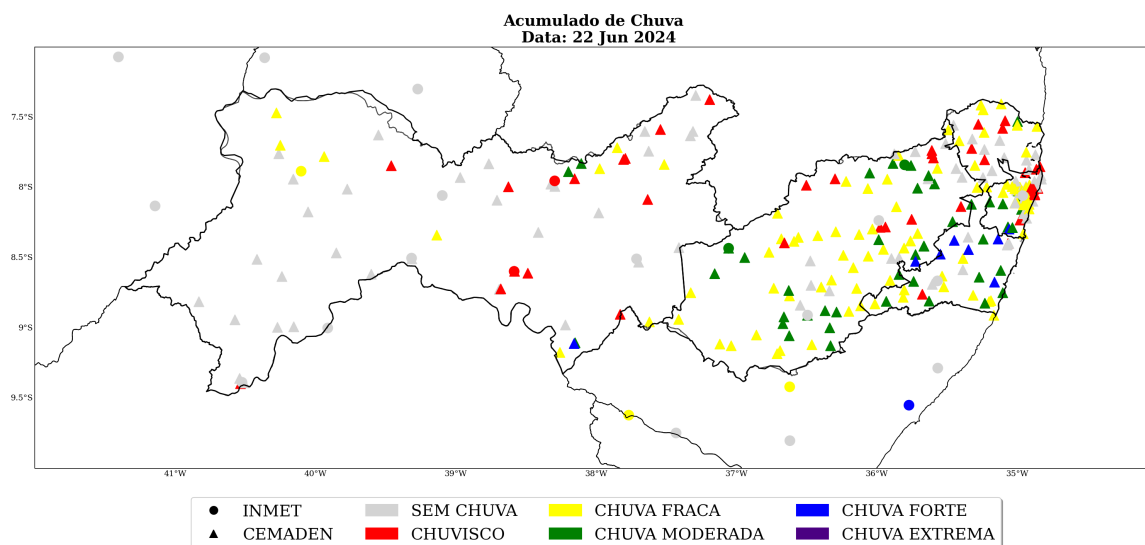 Acumulado de Chuva
Data: 22 Jun 2024
7.5°S
8°S
8.5°S
9°S
9.5°S
41°W 40°W 39°W 38°W 37°W 36°W 35°W
INMET SEM CHUVA CHUVA FRACA CHUVA FORTE
CEMADEN CHUVISCO CHUVA MODERADA CHUVA EXTREMA